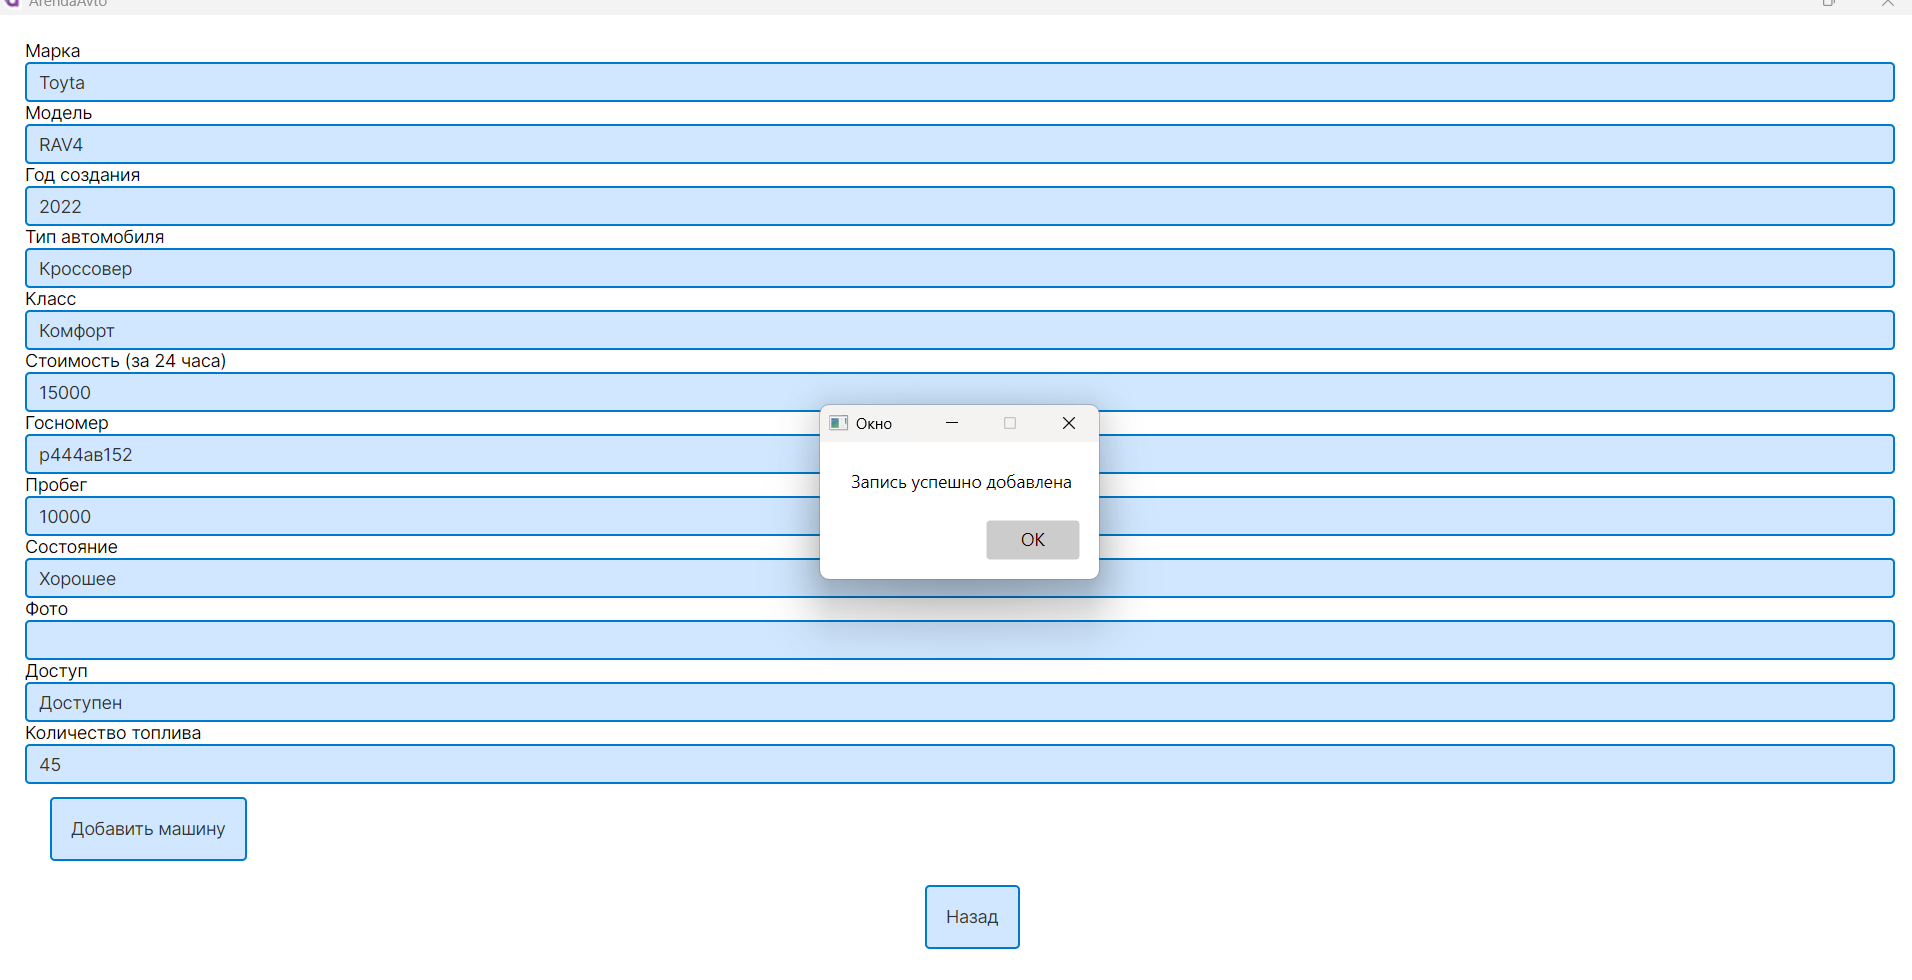 ArendaAvto
Марка
Toyta
Модель
RAV4
Год создания
2022
Тип автомобиля
Кроссовер
Класс
Комфорт
Стоимость (за 24 часа)
15000
Госномер
р444ав152
Пробег
10000
Состояние
Хорошее
Фото
Доступ
Доступен
Количество топлива
45
Добавить машину
Назад
Окно
Запись успешно добавлена
OK